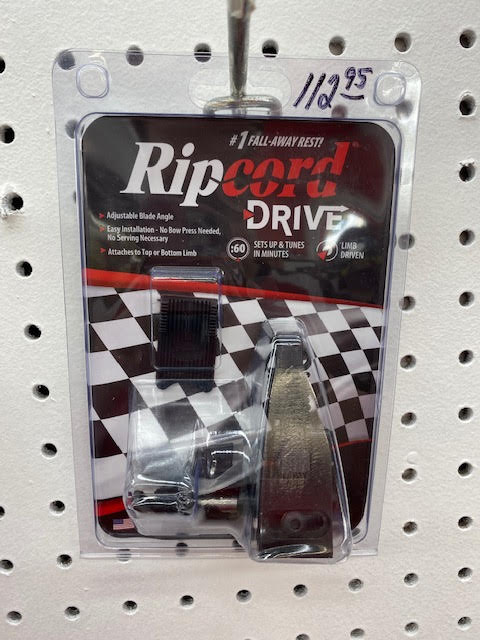 112.95
#1 FALL-AWAY REST!
Ripcord
DRIVE
Adjustable Blade Angle
Easy Installation - No Bow Press Needed,
No Serving Necessary
Attaches to Top or Bottom Limb
:60 SETS UP & TUNES
IN MINUTES
LIMB
DRIVEN